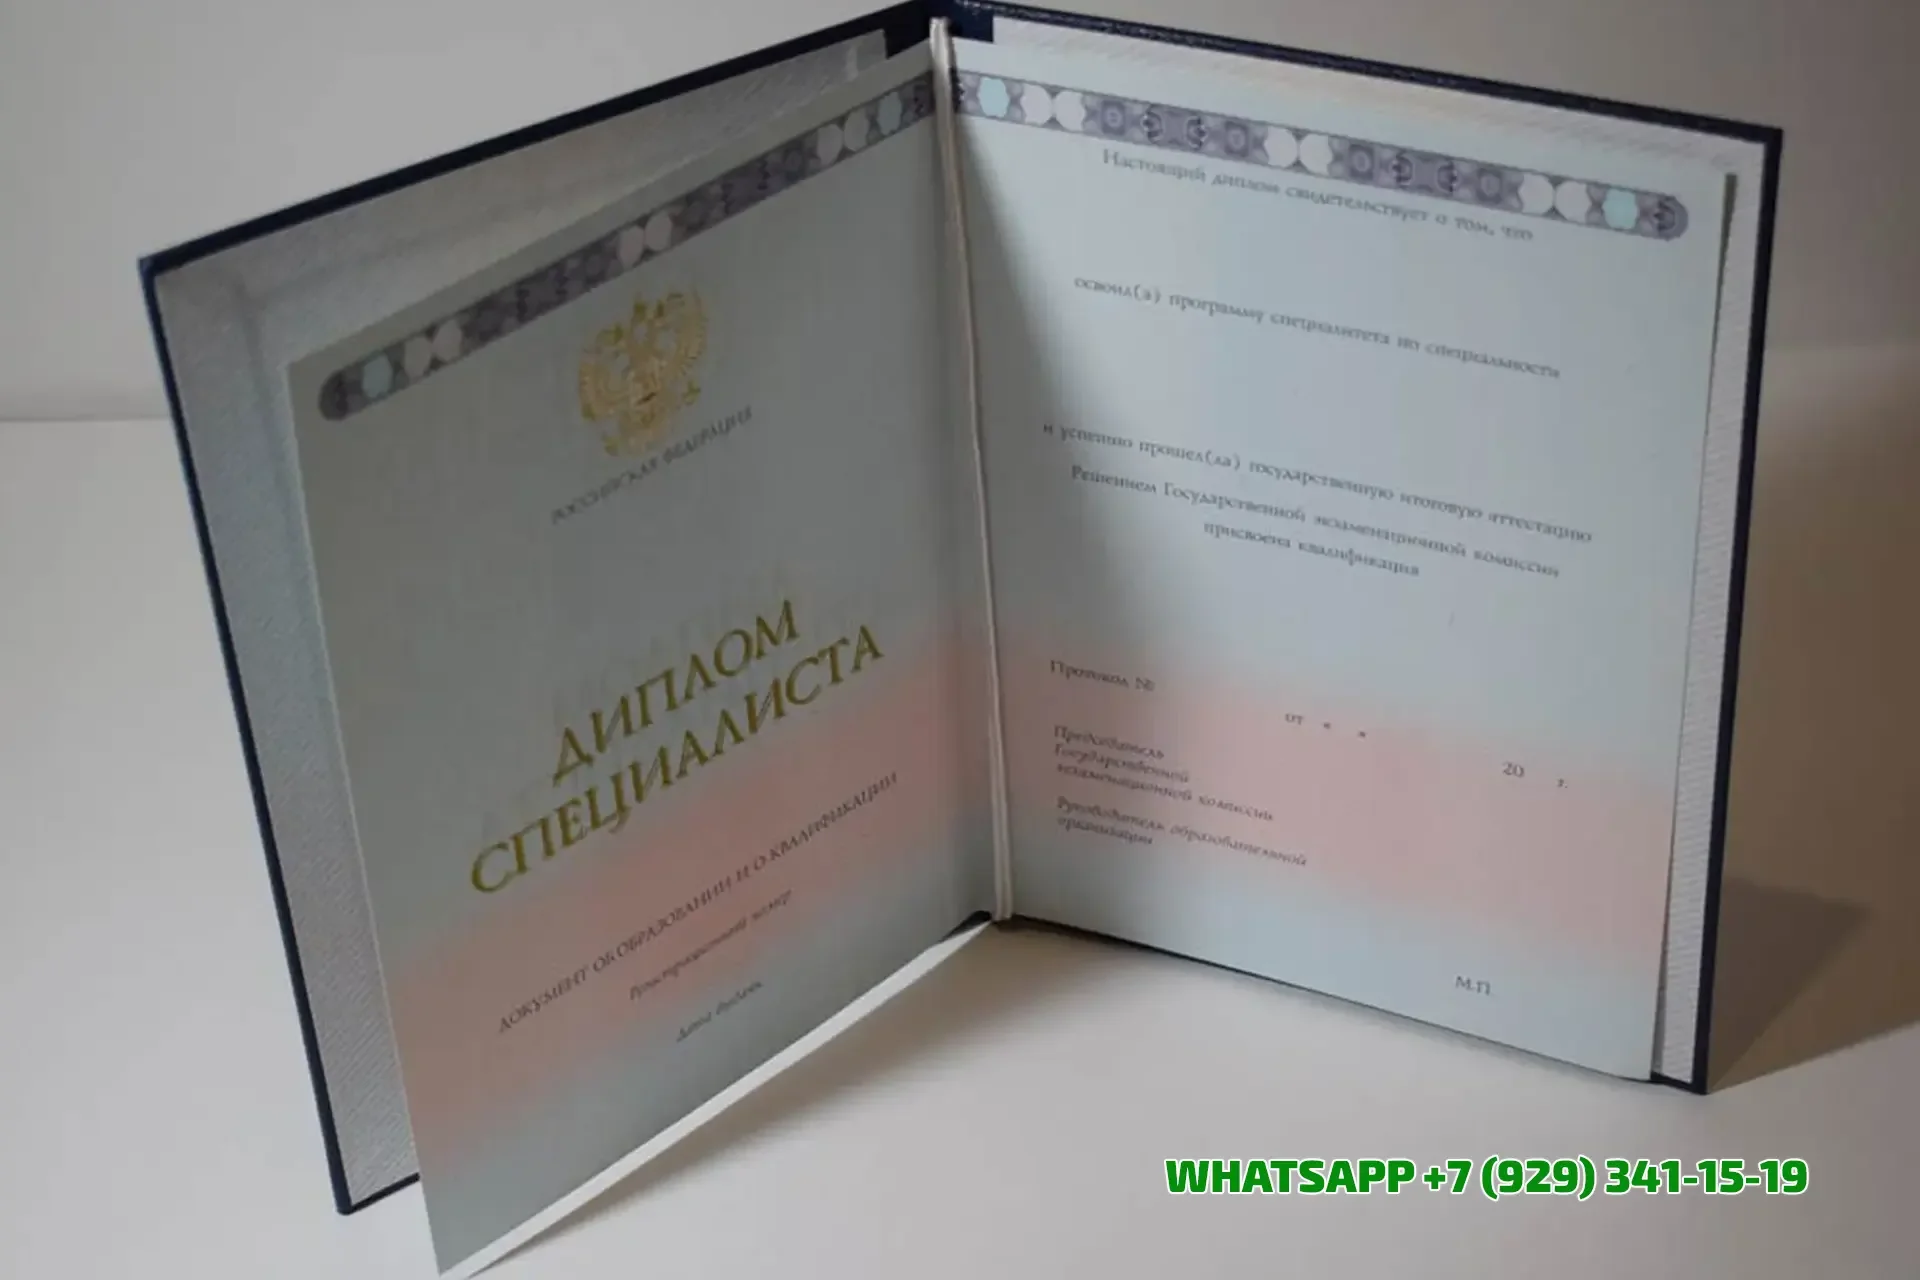 РОССИЙСКАЯ ФЕДЕРАЦИЯ
ДИПЛОМ
СПЕЦИАЛИСТА
ДОКУМЕНТ ОБ ОБРАЗОВАНИИ И О КВАЛИФИКАЦИИ
Регистрационный номер
Дата выдачи
Настоящий диплом свидетельствует о том, что
освоил(а) программу специалитета по специальности
и успешно прошел(ла) государственную итоговую аттестацию
Решением Государственной экзаменационной комиссии
присвоена квалификация
Протокол №
от « »
20 г.
Председатель
Государственной
экзаменационной комиссии
Руководитель образовательной
организации
М.П.
WHATSAPP +7 (929) 341-15-19